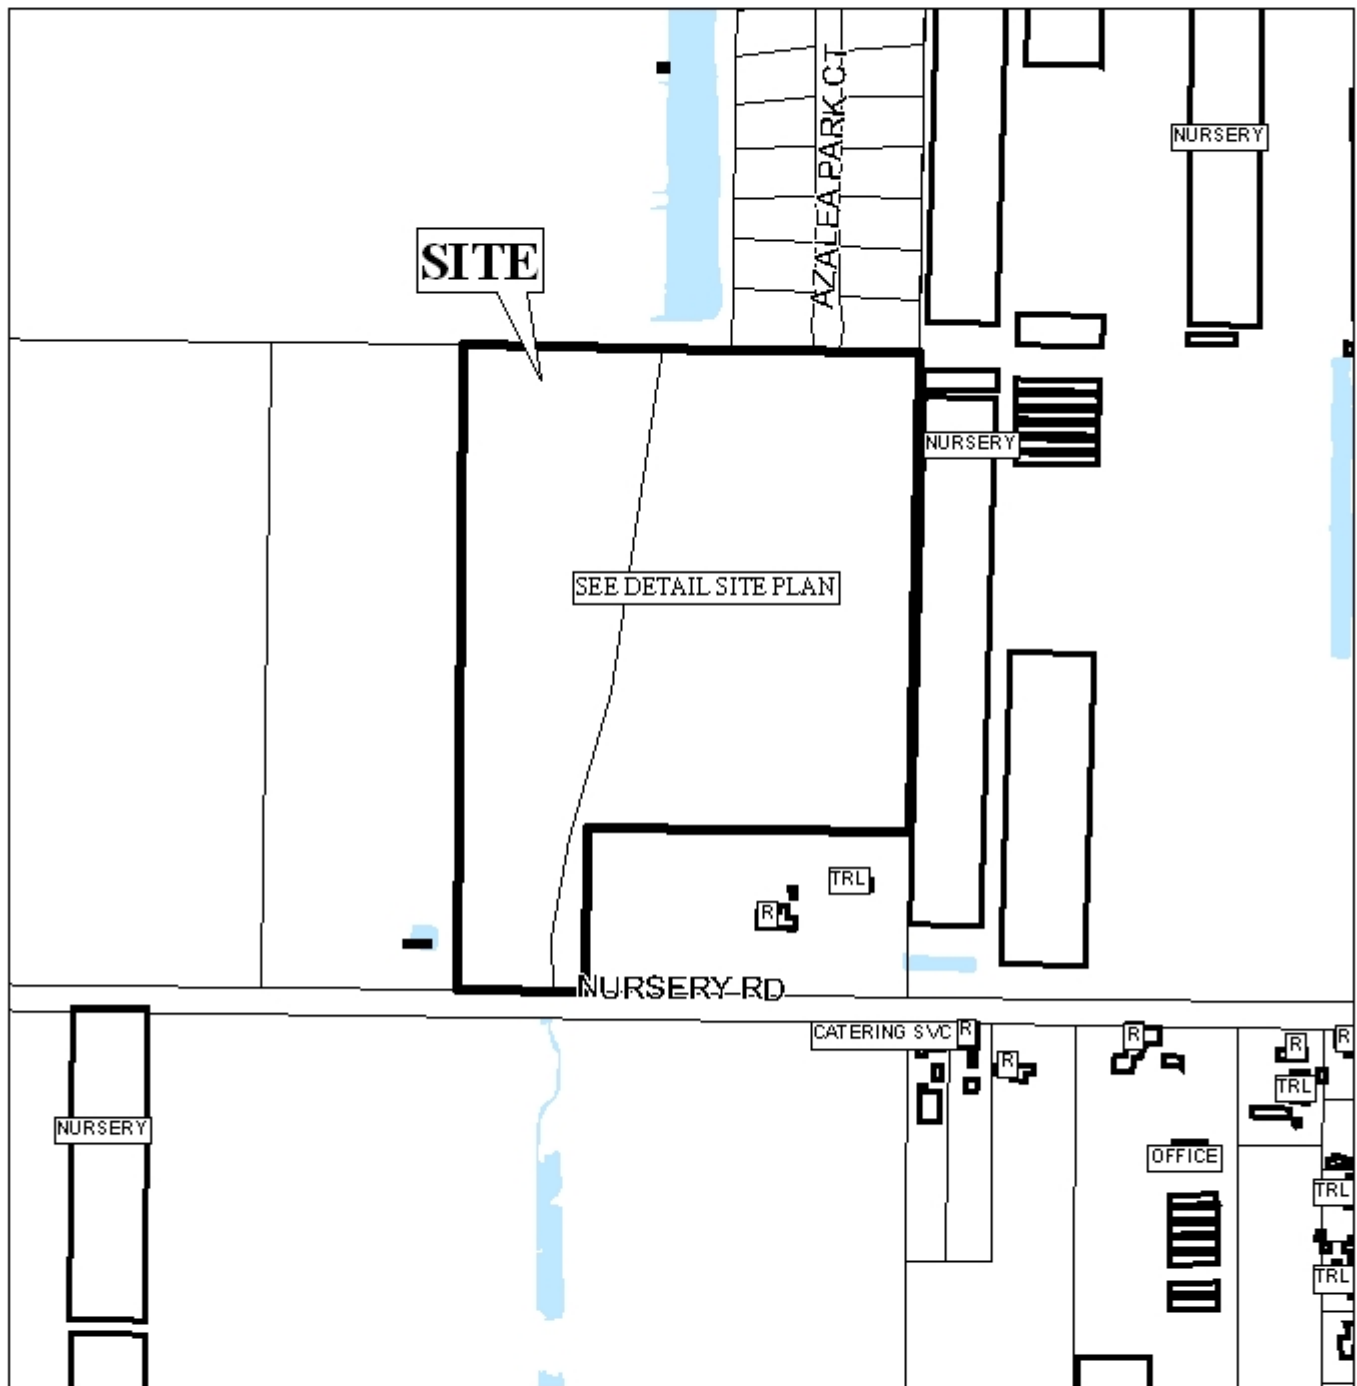 AZALEA PARK CT
NURSERY
SITE
NURSERY
SEE DETAIL SITE PLAN
TRL
R
NURSERY RD
CATERING SVC
R
R
R
R
R
TRL
NURSERY
OFFICE
TRL
TRL